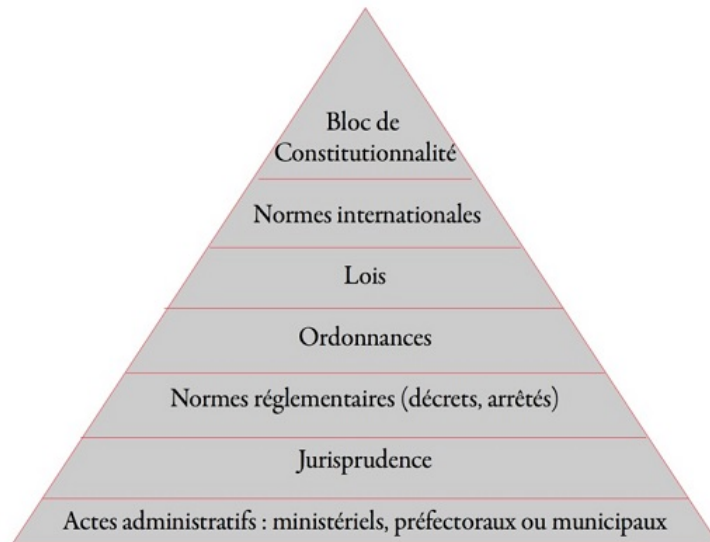 Bloc de
Constitutionnalité
Normes internationales
Lois
Ordonnances
Normes réglementaires (décrets, arrêtés)
Jurisprudence
Actes administratifs : ministériels, préfectoraux ou municipaux